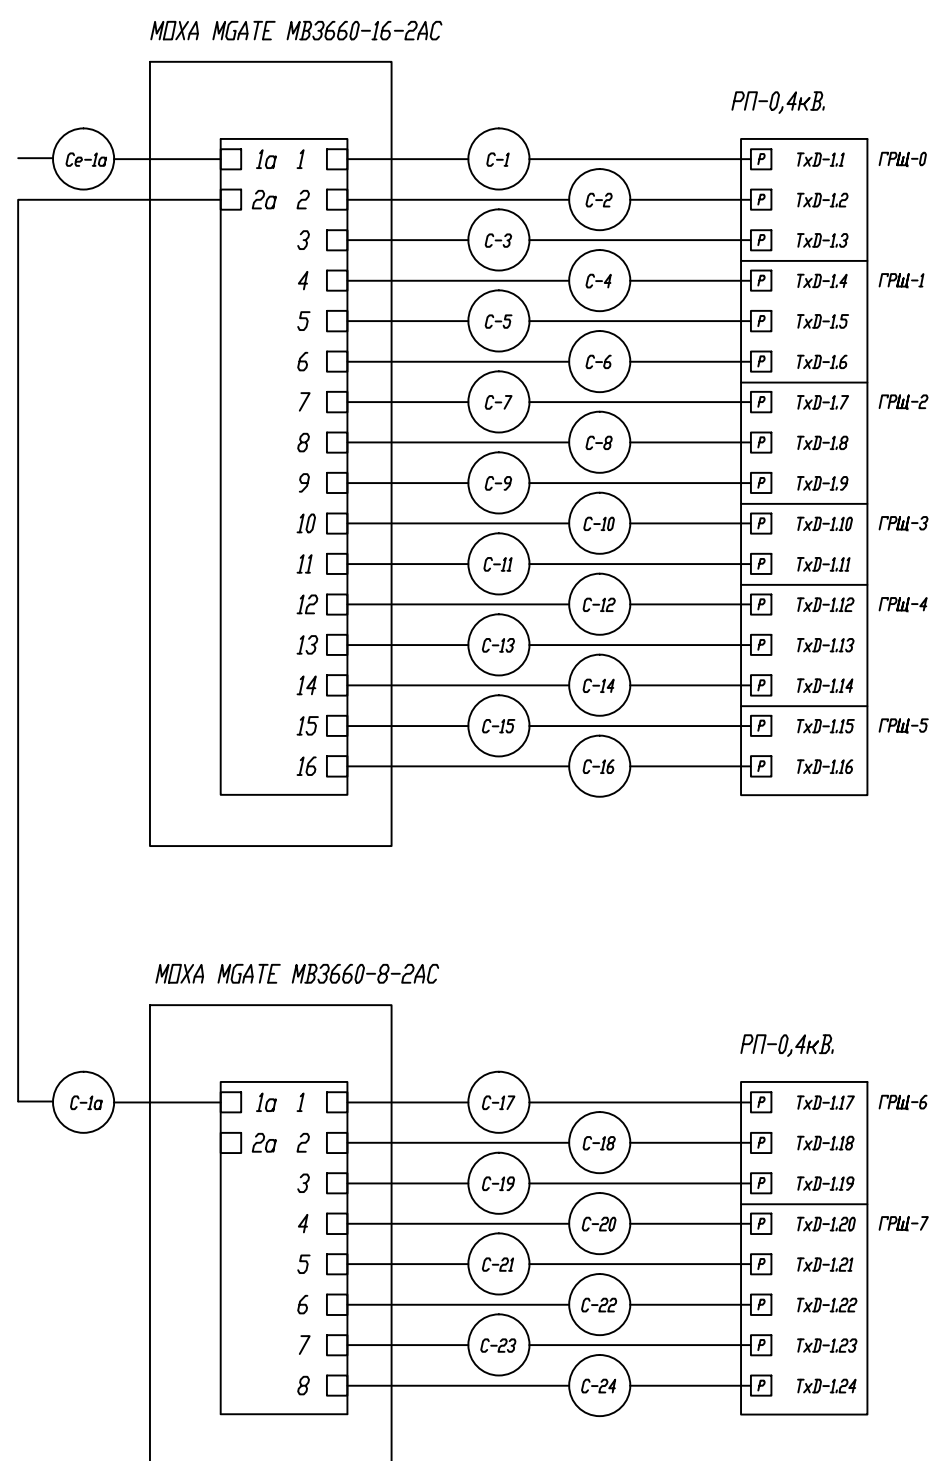 MOXA MGATE MB3660-16-2AC
РП-0,4кВ.
Ce-1a 1a 1 C-1 P TxD-1.1 ГРЩ-0
2a 2 C-2 P TxD-1.2
3 C-3 P TxD-1.3
4 C-4 P TxD-1.4 ГРЩ-1
5 C-5 P TxD-1.5
6 C-6 P TxD-1.6
7 C-7 P TxD-1.7 ГРЩ-2
8 C-8 P TxD-1.8
9 C-9 P TxD-1.9
10 C-10 P TxD-1.10 ГРЩ-3
11 C-11 P TxD-1.11
12 C-12 P TxD-1.12 ГРЩ-4
13 C-13 P TxD-1.13
14 C-14 P TxD-1.14
15 C-15 P TxD-1.15 ГРЩ-5
16 C-16 P TxD-1.16
MOXA MGATE MB3660-8-2AC
РП-0,4кВ.
C-1a 1a 1 C-17 P TxD-1.17 ГРЩ-6
2a 2 C-18 P TxD-1.18
3 C-19 P TxD-1.19
4 C-20 P TxD-1.20 ГРЩ-7
5 C-21 P TxD-1.21
6 C-22 P TxD-1.22
7 C-23 P TxD-1.23
8 C-24 P TxD-1.24